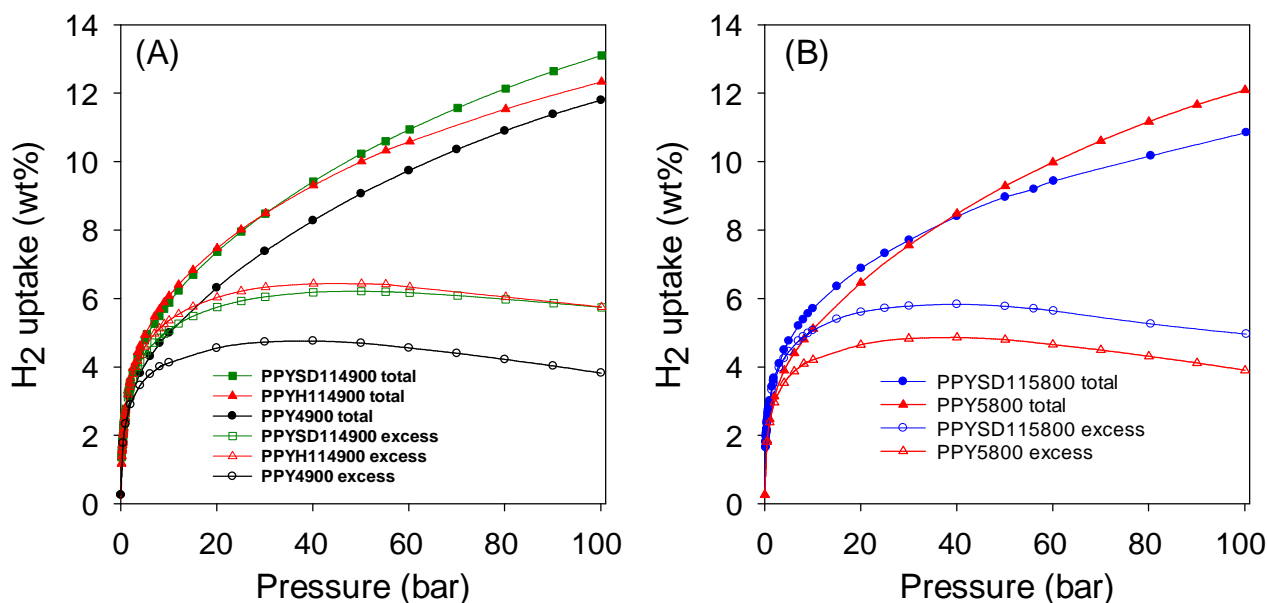 (A)
H2 uptake (wt%)
14
12
10
8
6
4
2
0
PPYSD114900 total
PPYH114900 total
PPY4900 total
PPYSD114900 excess
PPYH114900 excess
PPY4900 excess
0 20 40 60 80 100
Pressure (bar)
(B)
H2 uptake (wt%)
14
12
10
8
6
4
2
0
PPYSD115800 total
PPY5800 total
PPYSD115800 excess
PPY5800 excess
0 20 40 60 80 100
Pressure (bar)